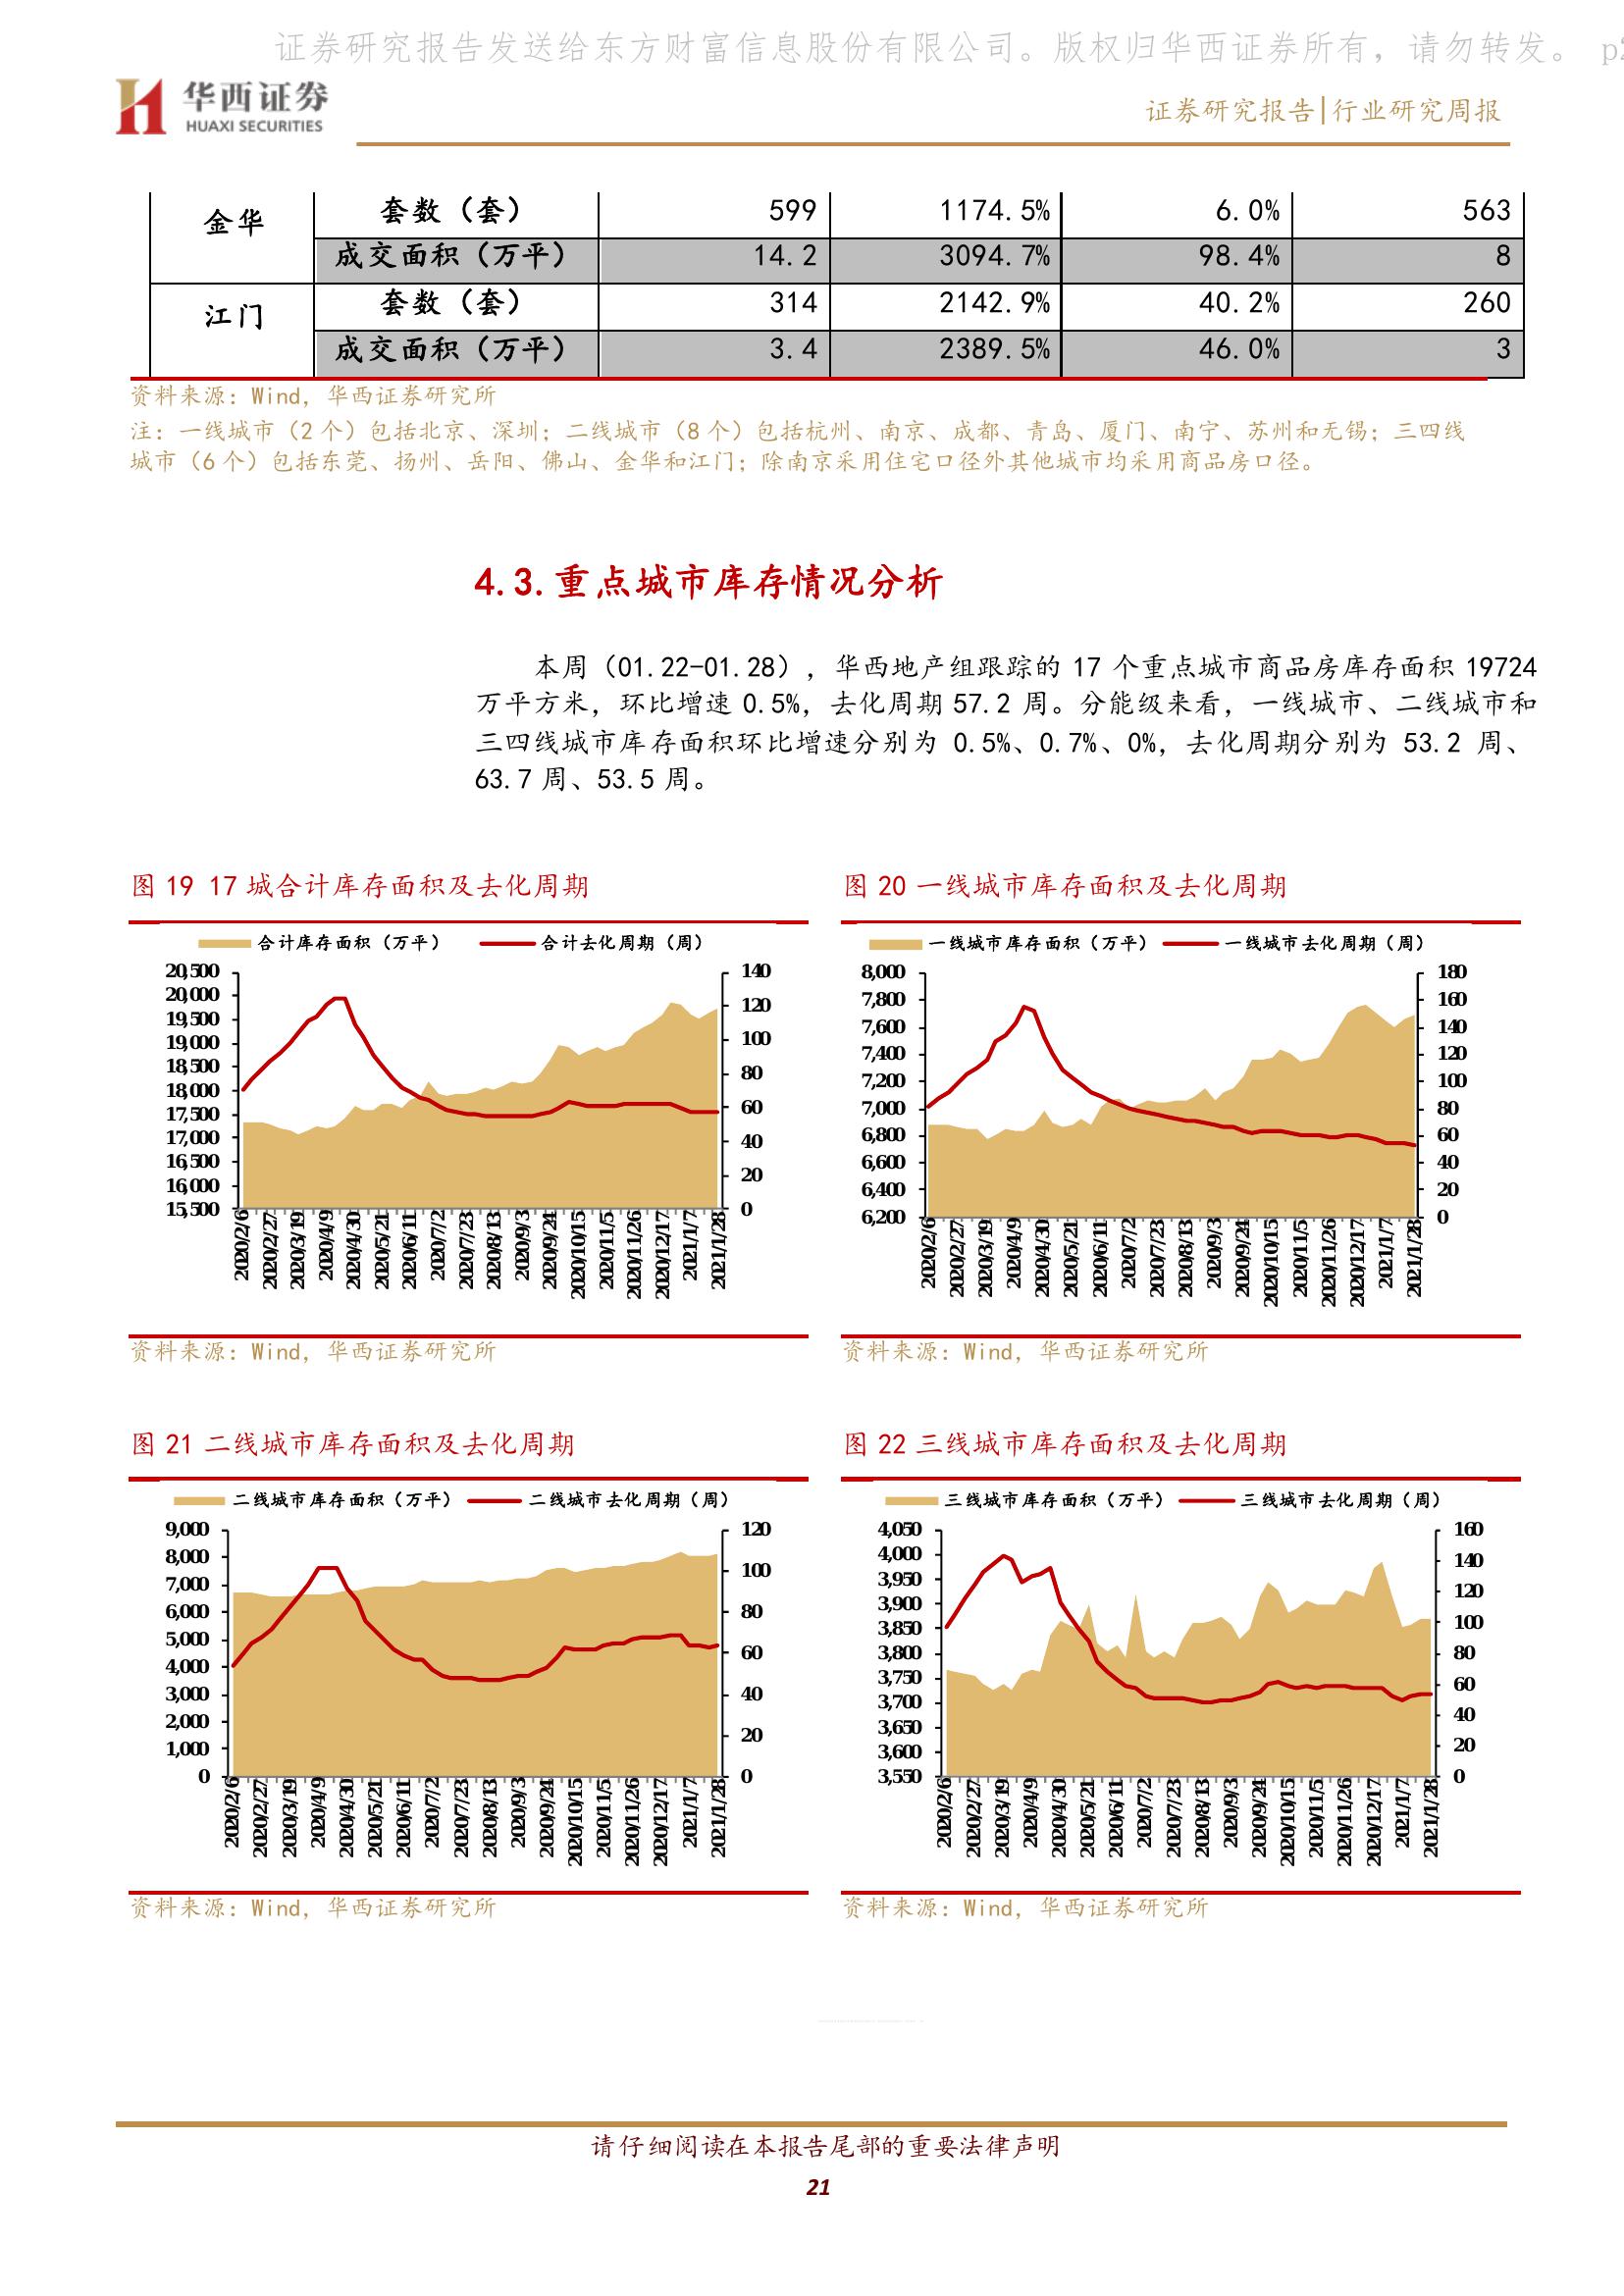 证券研究报告发送给东方财富信息股份有限公司。版权归华西证券所有，请勿转发。 p2
华西证券
HUAXI SECURITIES
证券研究报告|行业研究周报
金华 套数（套） 599 1174.5% 6.0% 563
成交面积（万平） 14.2 3094.7% 98.4% 8
江门 套数（套） 314 2142.9% 40.2% 260
成交面积（万平） 3.4 2389.5% 46.0% 3
资料来源：Wind，华西证券研究所
注：一线城市（2个）包括北京、深圳；二线城市（8个）包括杭州、南京、成都、青岛、厦门、南宁、苏州和无锡；三四线
城市（6个）包括东莞、扬州、岳阳、佛山、金华和江门；除南京采用住宅口径外其他城市均采用商品房口径。
4.3.重点城市库存情况分析
本周（01.22-01.28），华西地产组跟踪的 17 个重点城市商品房库存面积 19724
万平方米，环比增速 0.5%，去化周期 57.2 周。分能级来看，一线城市、二线城市和
三四线城市库存面积环比增速分别为 0.5%、0.7%、0%，去化周期分别为 53.2 周、
63.7 周、53.5 周。
图 19 17 城合计库存面积及去化周期
合计库存面积（万平） 合计去化周期（周）
20,500 140
20,000 120
19,500 100
19,000 80
18,500 60
18,000 40
17,500 20
17,000 0
16,500
16,000
15,500
2020/2/6 2020/2/27 2020/3/19 2020/4/9 2020/4/30 2020/5/21 2020/6/11 2020/7/2 2020/7/23 2020/8/13 2020/9/3 2020/9/24 2020/10/15 2020/11/5 2020/11/26 2020/12/17 2021/1/7 2021/1/28
资料来源：Wind，华西证券研究所
图 20 一线城市库存面积及去化周期
一线城市库存面积（万平） 一线城市去化周期（周）
8,000 180
7,800 160
7,600 140
7,400 120
7,200 100
7,000 80
6,800 60
6,600 40
6,400 20
6,200 0
2020/2/6 2020/2/27 2020/3/19 2020/4/9 2020/4/30 2020/5/21 2020/6/11 2020/7/2 2020/7/23 2020/8/13 2020/9/3 2020/9/24 2020/10/15 2020/11/5 2020/11/26 2020/12/17 2021/1/7 2021/1/28
资料来源：Wind，华西证券研究所
图 21 二线城市库存面积及去化周期
二线城市库存面积（万平） 二线城市去化周期（周）
9,000 120
8,000 100
7,000 80
6,000 60
5,000 40
4,000 20
3,000 0
2,000
1,000
0
2020/2/6 2020/2/27 2020/3/19 2020/4/9 2020/4/30 2020/5/21 2020/6/11 2020/7/2 2020/7/23 2020/8/13 2020/9/3 2020/9/24 2020/10/15 2020/11/5 2020/11/26 2020/12/17 2021/1/7 2021/1/28
资料来源：Wind，华西证券研究所
图 22 三线城市库存面积及去化周期
三线城市库存面积（万平） 三线城市去化周期（周）
4,050 160
4,000 140
3,950 120
3,900 100
3,850 80
3,800 60
3,750 40
3,700 20
3,650 0
3,600
3,550
2020/2/6 2020/2/27 2020/3/19 2020/4/9 2020/4/30 2020/5/21 2020/6/11 2020/7/2 2020/7/23 2020/8/13 2020/9/3 2020/9/24 2020/10/15 2020/11/5 2020/11/26 2020/12/17 2021/1/7 2021/1/28
资料来源：Wind，华西证券研究所
请仔细阅读在本报告尾部的重要法律声明
21